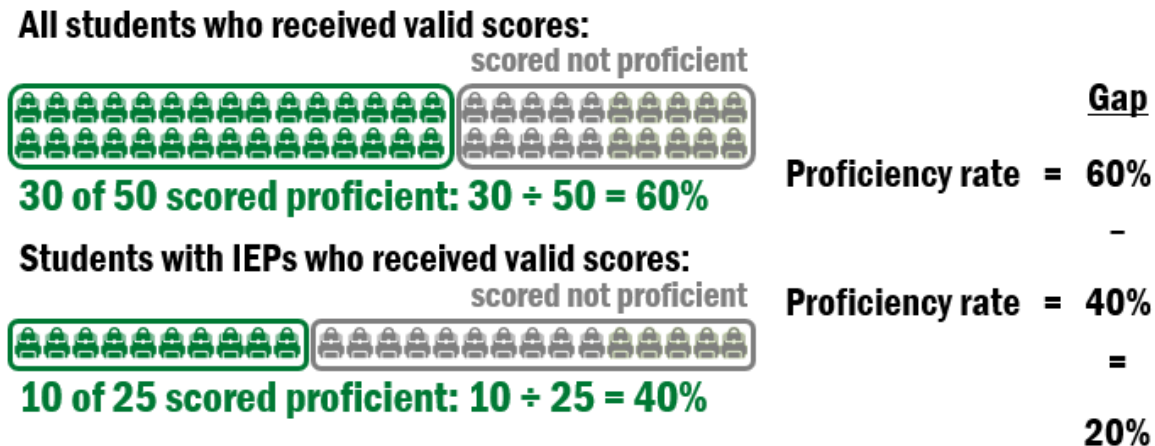 All students who received valid scores:
scored not proficient
Gap
30 of 50 scored proficient: 30 ÷ 50 = 60%
Proficiency rate = 60%
–
Students with IEPs who received valid scores:
scored not proficient
Proficiency rate = 40%
=
10 of 25 scored proficient: 10 ÷ 25 = 40%
20%